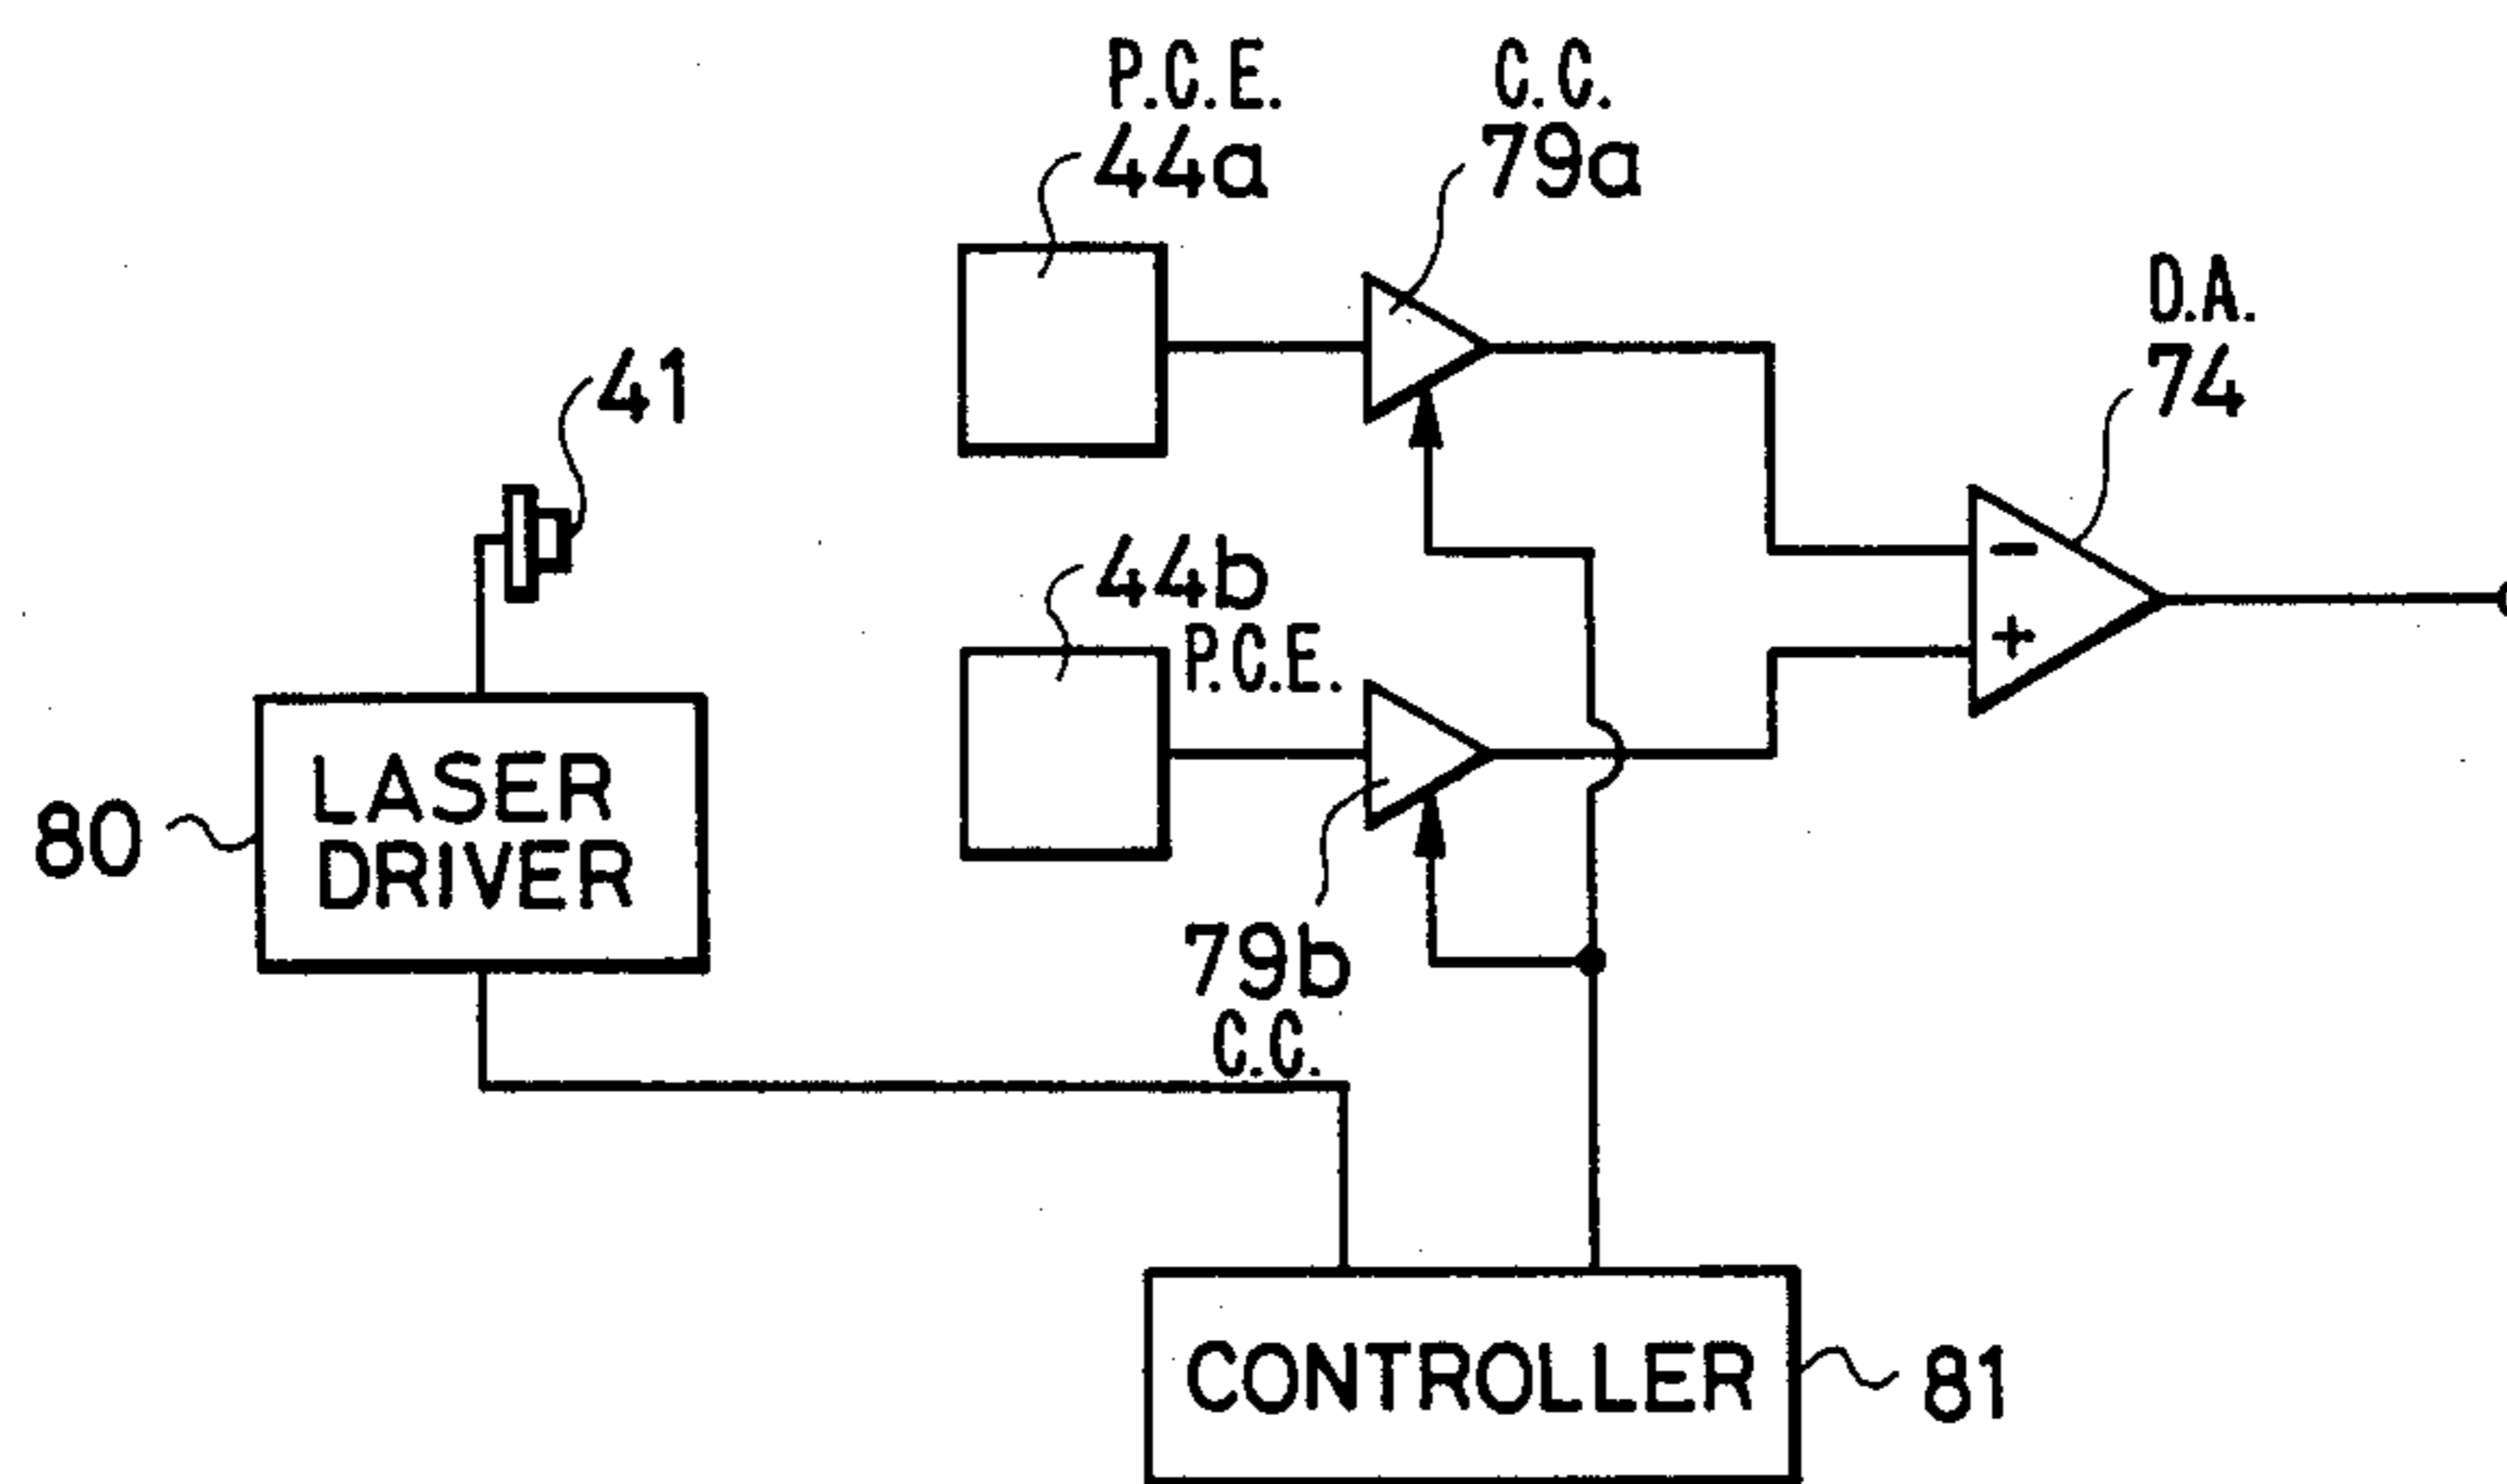 P.C.E.
44a
C.C.
79a
D.A.
74
41
44b
P.C.E.
-
+
80
LASER
DRIVER
79b
C.C.
CONTROLLER
81